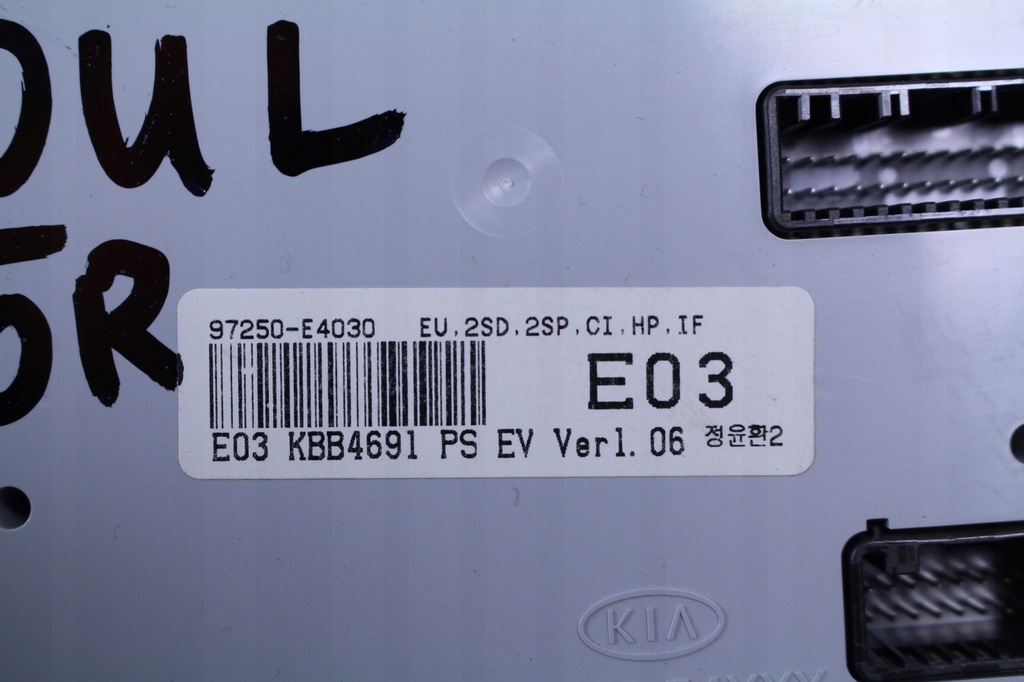 OUL
5R
97250-E4030 EU,2SD,2SP,CI,HP,IF
E03
E03 KBB4691 PS EV Ver1.06 정윤환2
KIA